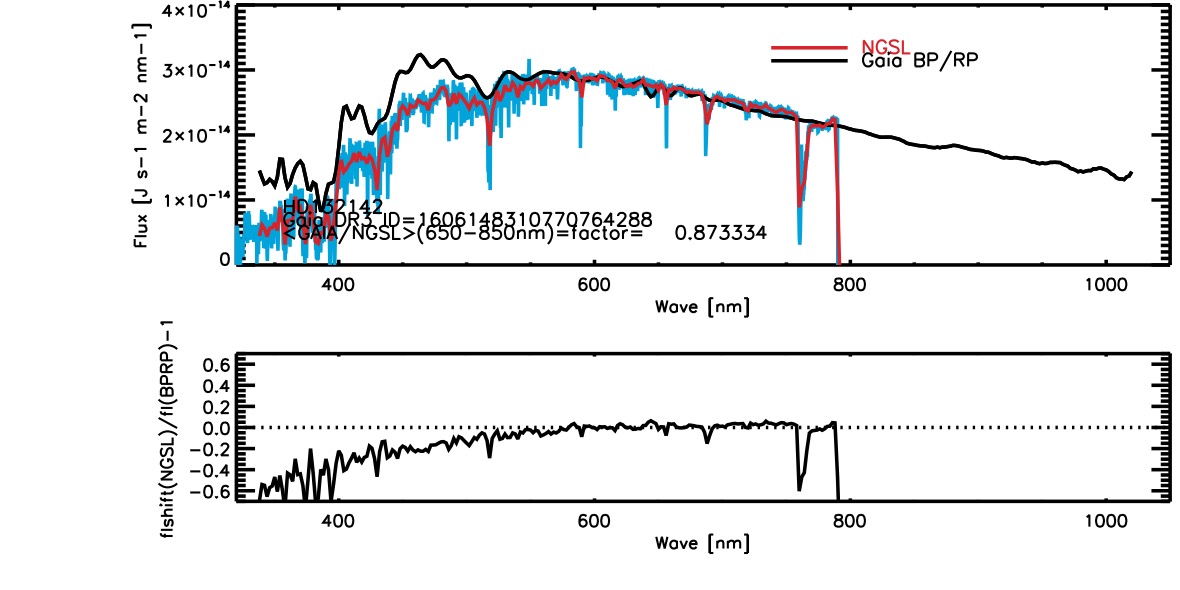 4×10−14
3×10−14
2×10−14
1×10−14
0
Flux [J s−1 m−2 nm−1]
NGSL
Gaia BP/RP
HD132142
Gaia DR3 ID=1606148310770764288
<GAIA/NGSL>(650−850nm)=factor= 0.873334
400 600 800 1000
Wave [nm]
0.6
0.4
0.2
0.0
−0.2
−0.4
−0.6
flshift(NGSL)/fl(BPRP)−1
400 600 800 1000
Wave [nm]